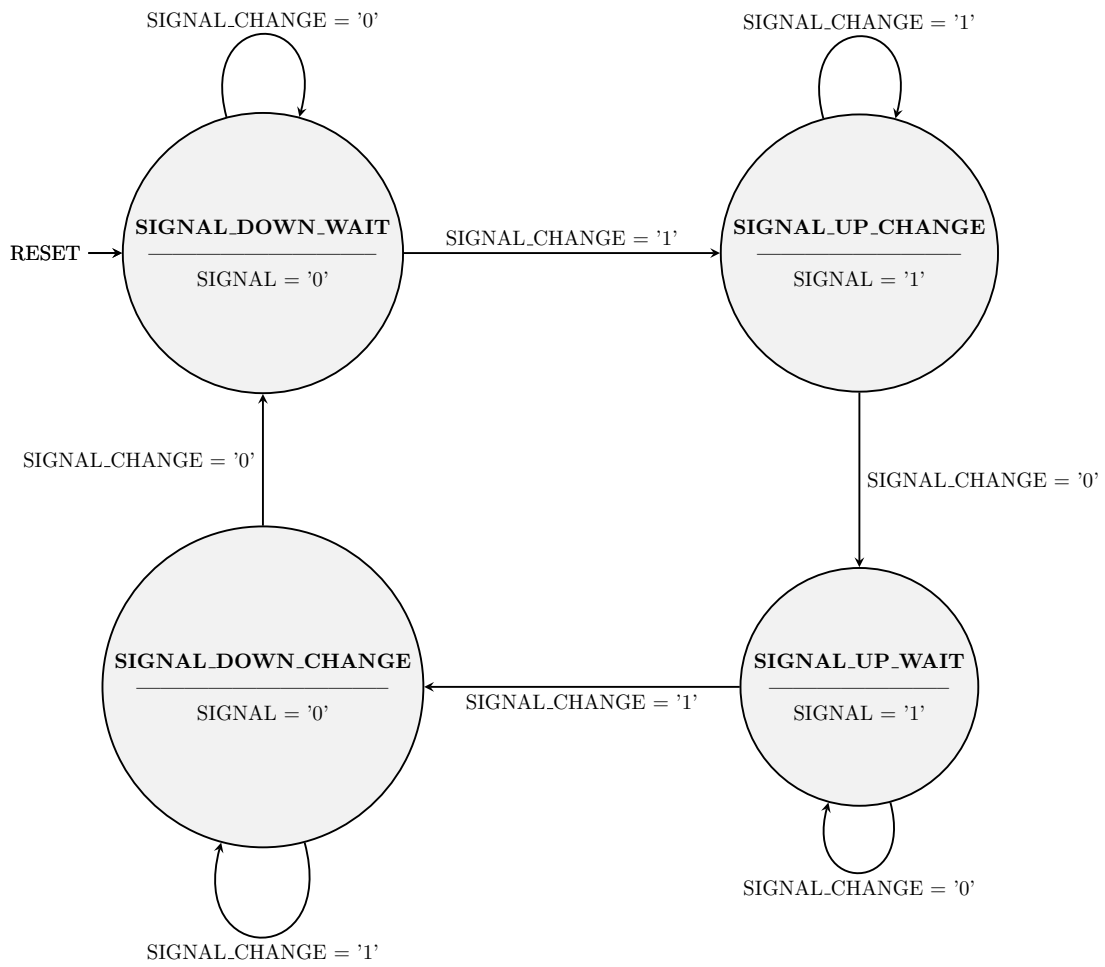 SIGNAL_CHANGE = '0'
SIGNAL_CHANGE = '1'
RESET
SIGNAL_DOWN_WAIT
SIGNAL = '0'
SIGNAL_CHANGE = '1'
SIGNAL_UP_CHANGE
SIGNAL = '1'
SIGNAL_CHANGE = '0'
SIGNAL_CHANGE = '0'
SIGNAL_DOWN_CHANGE
SIGNAL = '0'
SIGNAL_CHANGE = '1'
SIGNAL_UP_WAIT
SIGNAL = '1'
SIGNAL_CHANGE = '0'
SIGNAL_CHANGE = '1'